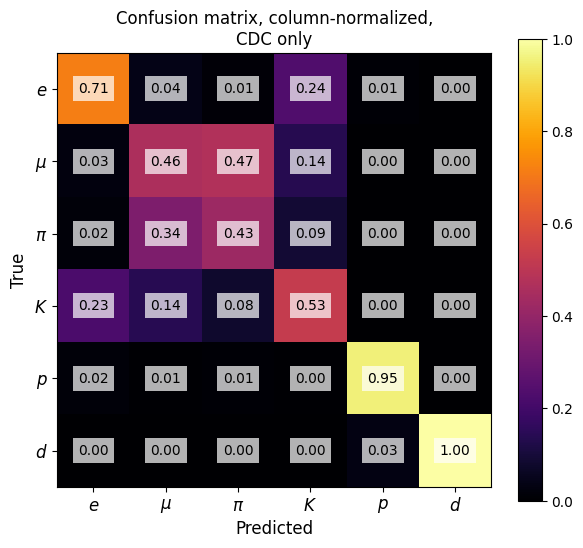 Confusion matrix, column-normalized,
CDC only
True
e 0.71 0.04 0.01 0.24 0.01 0.00
μ 0.03 0.46 0.47 0.14 0.00 0.00
π 0.02 0.34 0.43 0.09 0.00 0.00
K 0.23 0.14 0.08 0.53 0.00 0.00
p 0.02 0.01 0.01 0.00 0.95 0.00
d 0.00 0.00 0.00 0.00 0.03 1.00
e μ π K p d
Predicted
1.0
0.8
0.6
0.4
0.2
0.0